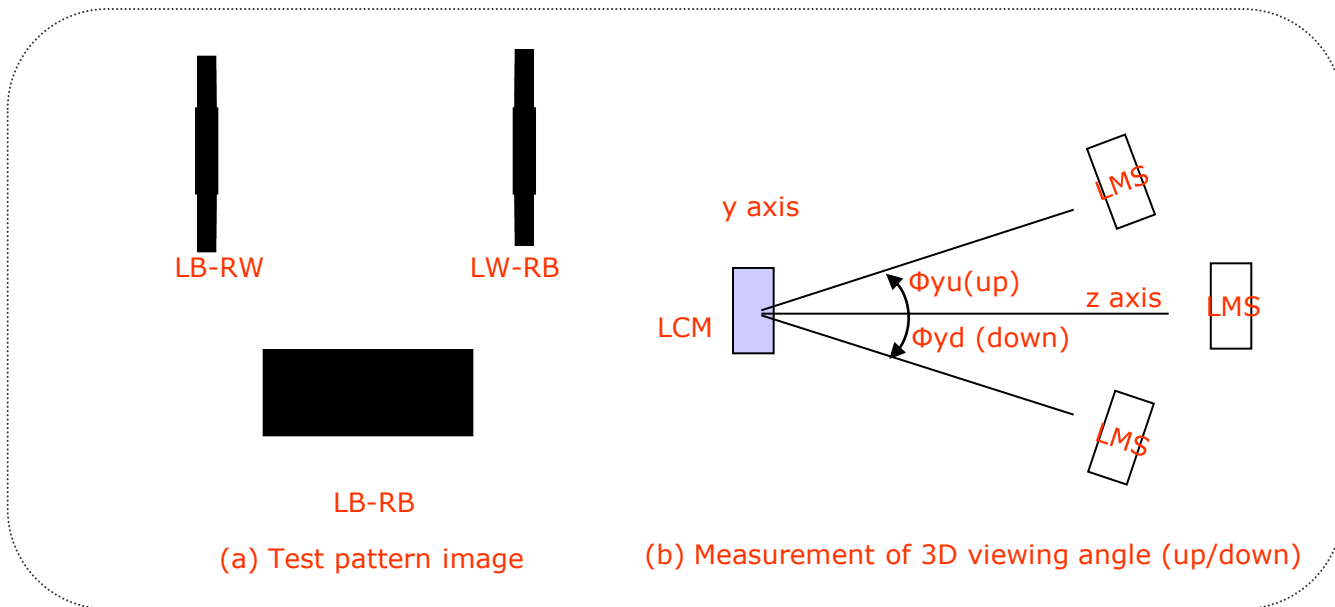 LB-RW
LW-RB
LB-RB
(a) Test pattern image
y axis
LMS
Φyu(up)
z axis
LMS
LCM
Φyd (down)
LMS
(b) Measurement of 3D viewing angle (up/down)